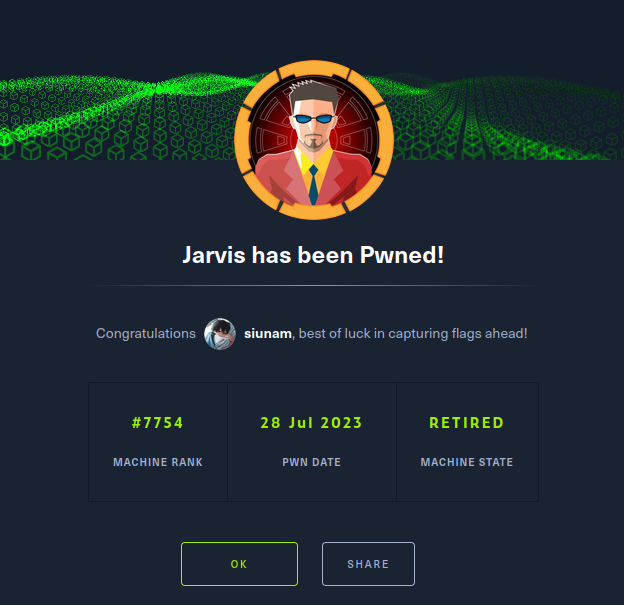 Jarvis has been Pwned!
Congratulations siunam, best of luck in capturing flags ahead!
#7754 28 Jul 2023 RETIRED
MACHINE RANK PWN DATE MACHINE STATE
OK SHARE